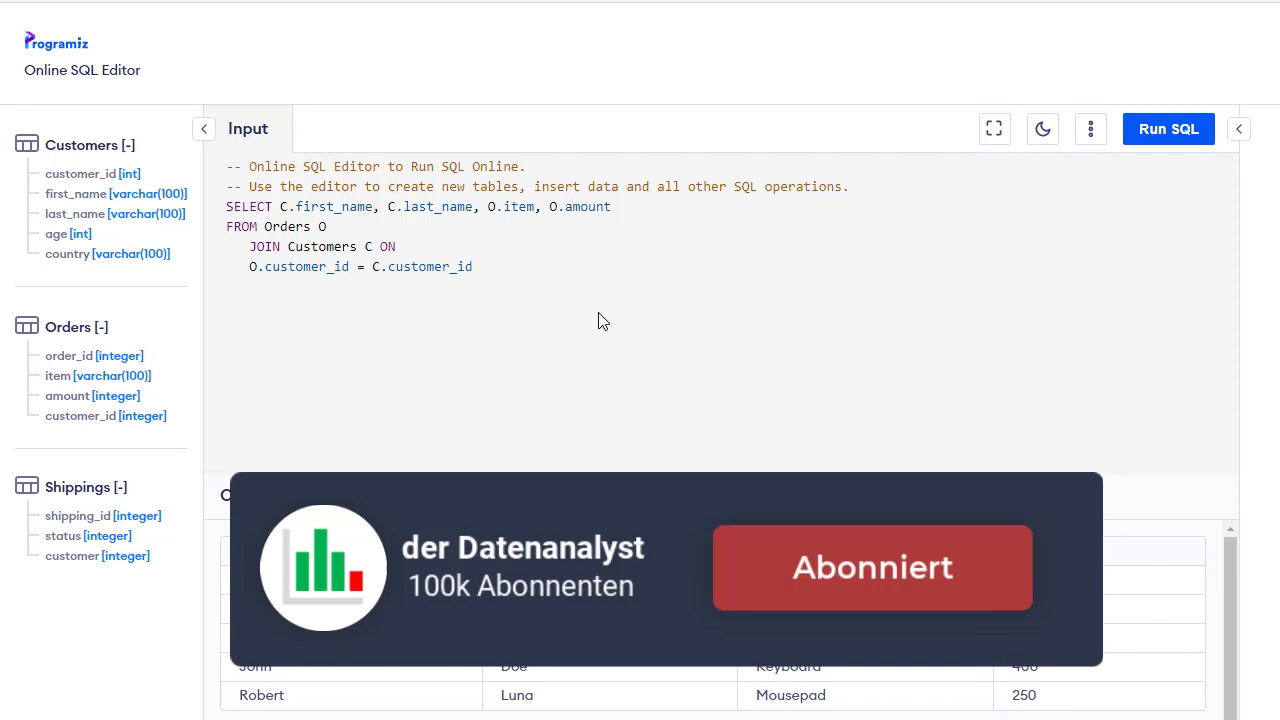 Programiz
Online SQL Editor
Customers [-]
customer_id [int]
first_name [varchar(100)]
last_name [varchar(100)]
age [int]
country [varchar(100)]
Orders [-]
order_id [integer]
item [varchar(100)]
amount [integer]
customer_id [integer]
Shippings [-]
shipping_id [integer]
status [integer]
customer [integer]
Input
Run SQL
-- Online SQL Editor to Run SQL Online.
-- Use the editor to create new tables, insert data and all other SQL operations.
SELECT C.first_name, C.last_name, O.item, O.amount
FROM Orders O
JOIN Customers C ON
O.customer_id = C.customer_id
der Datenanalyst
100k Abonnenten
Abonniert
John Doe Keyboard 400
Robert Luna Mousepad 250